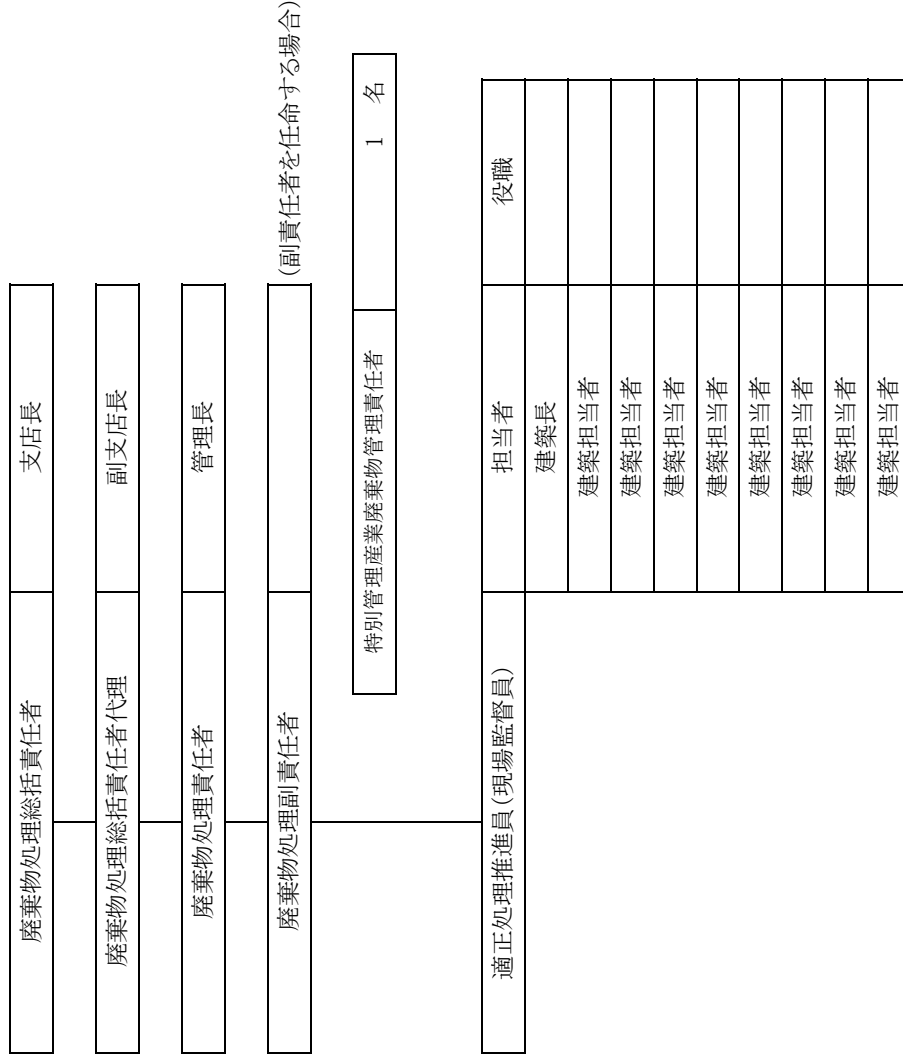 廃棄物処理総括責任者 支店長
廃棄物処理総括責任者代理 副支店長
廃棄物処理責任者 管理長
廃棄物処理副責任者 (副責任者を任命する場合)
特別管理産業廃棄物管理責任者 1 名
適正処理推進員(現場監督員) 担当者 役職
建築長
建築担当者
建築担当者
建築担当者
建築担当者
建築担当者
建築担当者
建築担当者
建築担当者